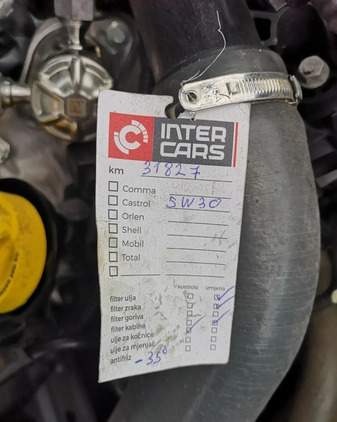 INTER
CARS
km 31827
Comma
Castrol 5W30
Orlen
Shell
Mobil
Total
kontrola izmjena
filter ulja
filter zraka
filter goriva
filter kabine
ulje za kočnice
ulje za mjenjač
antifriz -35°